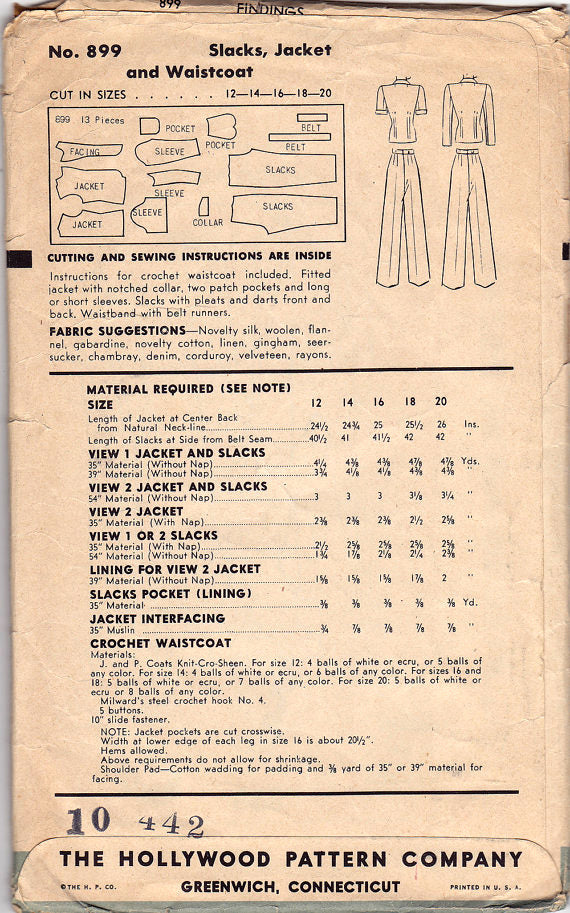 899
FINDINGS
No. 899 Slacks, Jacket
and Waistcoat
CUT IN SIZES . . . . . . 12—14—16—18—20
899 13 Pieces
POCKET
POCKET
BELT
BELT
FACING
SLEEVE
SLACKS
JACKET
SLEEVE
SLEEVE
COLLAR
SLACKS
JACKET
CUTTING AND SEWING INSTRUCTIONS ARE INSIDE
Instructions for crochet waistcoat included. Fitted
jacket with notched collar, two patch pockets and long
or short sleeves. Slacks with pleats and darts front and
back. Waistband with belt runners.
FABRIC SUGGESTIONS—Novelty silk, woolen, flan-
nel, gabardine, novelty cotton, linen, gingham, seer-
sucker, chambray, denim, corduroy, velveteen, rayons.
MATERIAL REQUIRED (SEE NOTE)
SIZE 12 14 16 18 20
Length of Jacket at Center Back
from Natural Neck-line 24½ 24¾ 25 25½ 26 Ins.
Length of Slacks at Side from Belt Seam 40½ 41 41½ 42 42 "
VIEW 1 JACKET AND SLACKS
35" Material (Without Nap) 4¼ 4⅜ 4⅜ 4⅞ 4⅞ Yds.
39" Material (Without Nap) 3¾ 4⅛ 4⅛ 4⅜ 4⅜ "
VIEW 2 JACKET AND SLACKS
54" Material (Without Nap) 3 3 3 3⅛ 3¼ "
VIEW 2 JACKET
35" Material (With Nap) 2⅜ 2⅜ 2⅜ 2½ 2⅝ "
VIEW 1 OR 2 SLACKS
35" Material (With or Without Nap) 2½ 2⅝ 2⅝ 2⅝ 2⅝ "
54" Material (Without Nap) 1¾ 1⅞ 2⅛ 2¼ 2⅜ "
LINING FOR VIEW 2 JACKET
39" Material (Without Nap) 1⅝ 1⅝ 1⅝ 1⅞ 2 "
SLACKS POCKET (LINING)
35" Material ⅜ ⅜ ⅜ ⅜ ⅜ Yd.
JACKET INTERFACING
35" Muslin ¾ ⅞ ⅞ ⅞ ⅞ "
CROCHET WAISTCOAT
Materials:
J. and P. Coats Knit-Cro-Sheen. For size 12: 4 balls of white or ecru, or 5 balls of
any color. For size 14: 4 balls of white or ecru, or 6 balls of any color. For sizes 16 and
18: 5 balls of white or ecru, or 7 balls of any color. For size 20: 5 balls of white or
ecru or 8 balls of any color.
Milward's steel crochet hook No. 4.
5 buttons.
10" slide fastener.
NOTE: Jacket pockets are cut crosswise.
Width at lower edge of each leg in size 16 is about 20½".
Hems allowed.
Above requirements do not allow for shrinkage.
Shoulder Pad—Cotton wadding for padding and ⅜ yard of 35" or 39" material for
facing.
10 442
THE HOLLYWOOD PATTERN COMPANY
©THE H. P. CO. GREENWICH, CONNECTICUT PRINTED IN U. S. A.